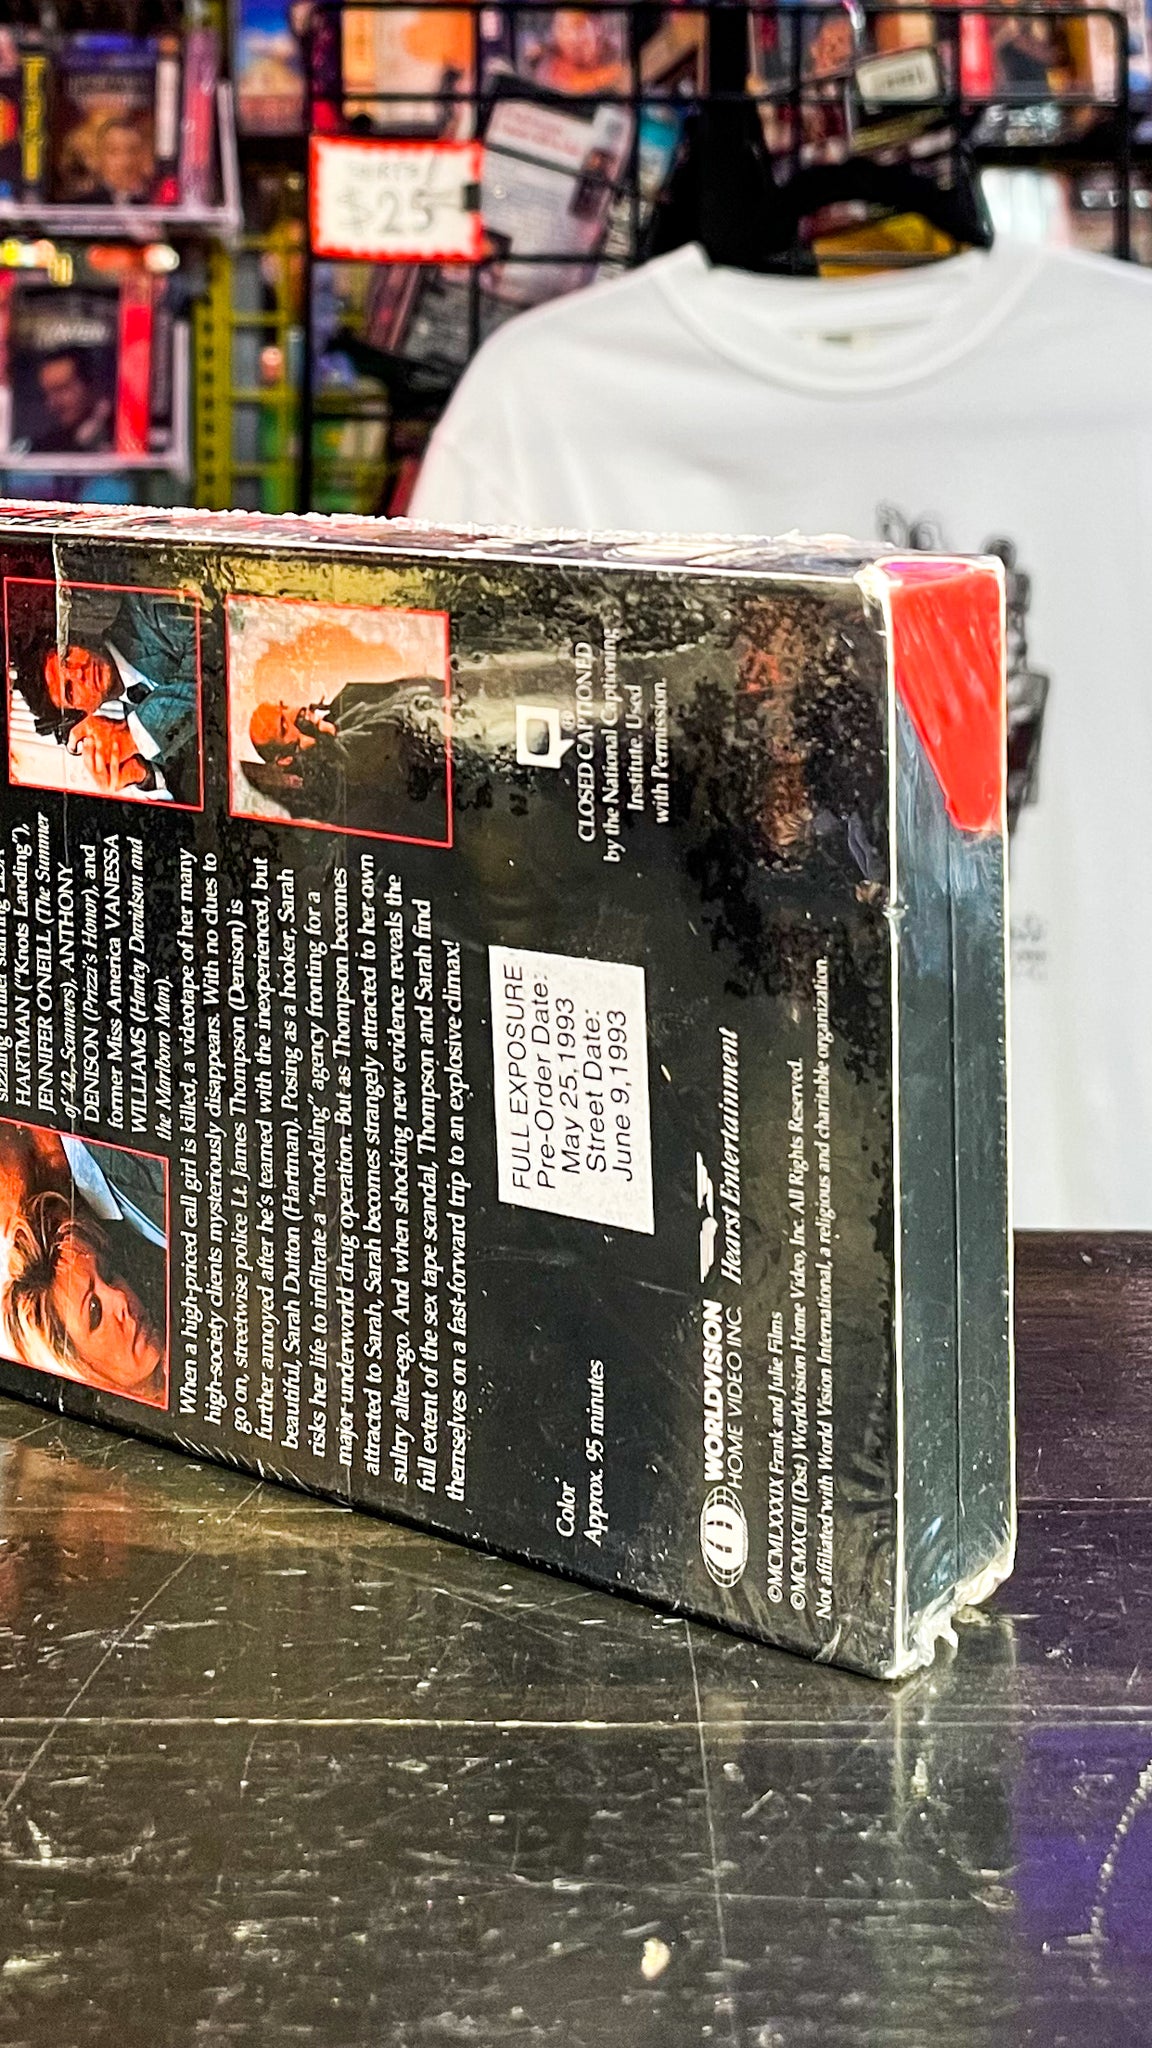 $25
HARTMAN ("Knots Landing"),
JENNIFER O'NEILL (The Summer
of '42, Scanners), ANTHONY
DENISON (Prizzi's Honor), and
former Miss America VANESSA
WILLIAMS (Harley Davidson and
the Marlboro Man).
When a high-priced call girl is killed, a videotape of her many
high-society clients mysteriously disappears. With no clues to
go on, streetwise police Lt. James Thompson (Denison) is
further annoyed after he's teamed with the inexperienced, but
beautiful, Sarah Dutton (Hartman). Posing as a hooker, Sarah
risks her life to infiltrate a "modeling" agency fronting for a
major underworld drug operation. But as Thompson becomes
attracted to Sarah, Sarah becomes strangely attracted to her own
sultry alter-ego. And when shocking new evidence reveals the
full extent of the sex tape scandal, Thompson and Sarah find
themselves on a fast-forward trip to an explosive climax!
FULL EXPOSURE
Pre-Order Date:
May 25, 1993
Street Date:
June 9, 1993
CLOSED CAPTIONED
by the National Captioning
Institute. Used
with Permission.
Color
Approx. 95 minutes
WORLDVISION
HOME VIDEO INC.
Hearst Entertainment
©MCMLXXXIX Frank and Julie Films
©MCMXCIII (Dist.) Worldvision Home Video, Inc. All Rights Reserved.
Not affiliated with World Vision International, a religious and charitable organization.